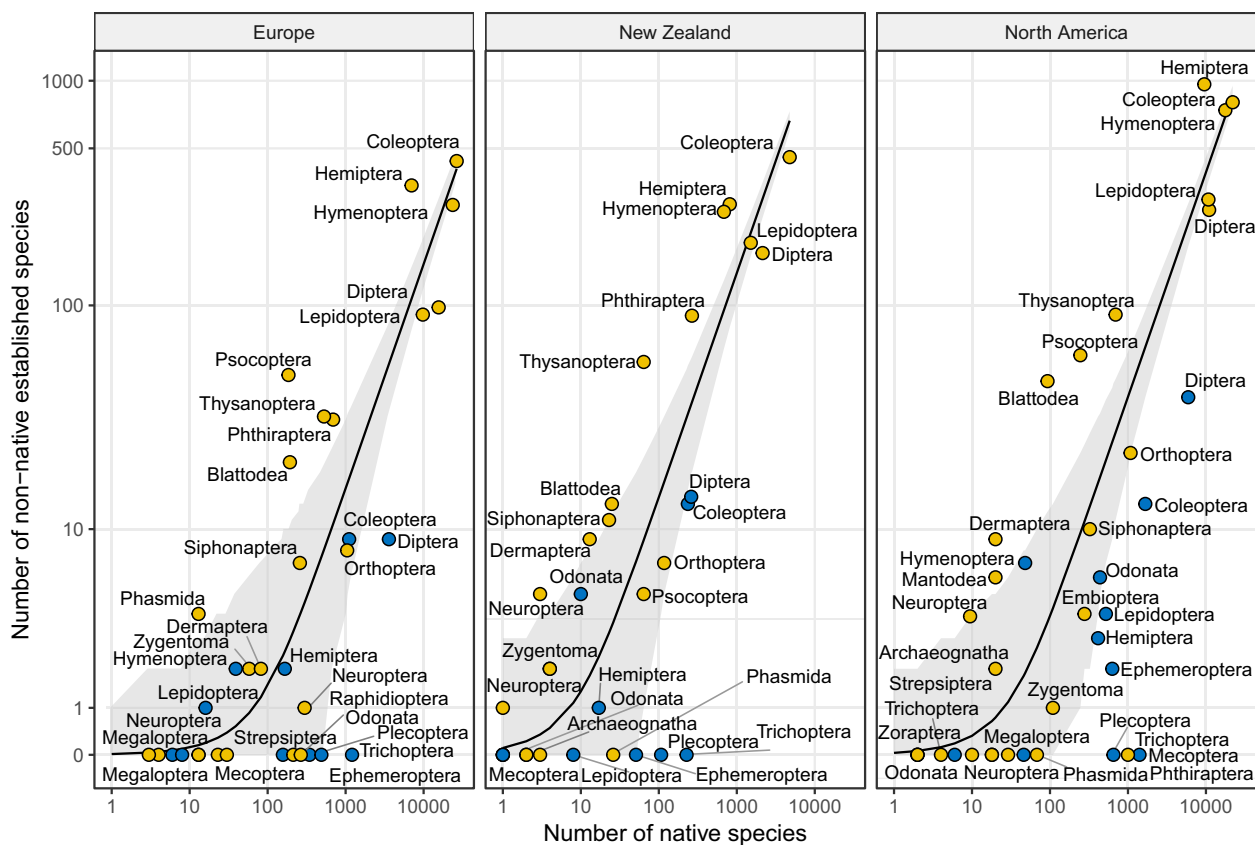 Europe
New Zealand
North America
Number of non−native established species
1000
500
100
10
1
0
Coleoptera
Hemiptera
Hymenoptera
Diptera
Lepidoptera
Psocoptera
Thysanoptera
Phthiraptera
Blattodea
Coleoptera
Diptera
Siphonaptera
Orthoptera
Phasmida
Dermaptera
Zygentoma
Hymenoptera
Hemiptera
Neuroptera
Lepidoptera
Raphidioptera
Neuroptera
Odonata
Megaloptera
Strepsiptera
Plecoptera
Trichoptera
Megaloptera
Mecoptera
Ephemeroptera
1
10
100
1000
10000
Coleoptera
Hemiptera
Hymenoptera
Lepidoptera
Diptera
Phthiraptera
Thysanoptera
Blattodea
Diptera
Siphonaptera
Coleoptera
Dermaptera
Orthoptera
Odonata
Neuroptera
Psocoptera
Zygentoma
Neuroptera
Hemiptera
Phasmida
Odonata
Archaeognatha
Trichoptera
Plecoptera
Mecoptera
Lepidoptera
Ephemeroptera
1
10
100
1000
10000
Hemiptera
Coleoptera
Hymenoptera
Lepidoptera
Diptera
Thysanoptera
Psocoptera
Diptera
Blattodea
Orthoptera
Coleoptera
Dermaptera
Siphonaptera
Hymenoptera
Odonata
Mantodea
Embioptera
Neuroptera
Lepidoptera
Hemiptera
Archaeognatha
Ephemeroptera
Strepsiptera
Zygentoma
Trichoptera
Plecoptera
Zoraptera
Megaloptera
Trichoptera
Mecoptera
Odonata
Neuroptera
Phasmida
Phthiraptera
1
10
100
1000
10000
Number of native species